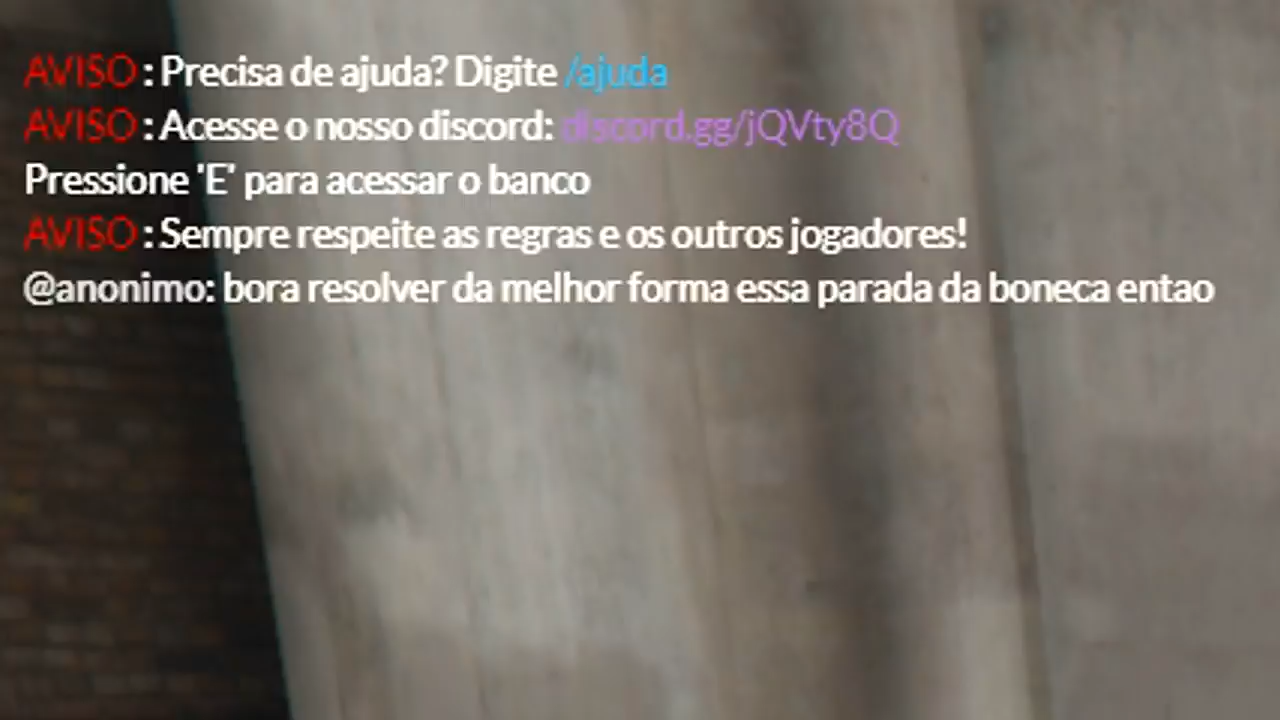 AVISO : Precisa de ajuda? Digite /ajuda
AVISO : Acesse o nosso discord: discord.gg/jQVty8Q
Pressione 'E' para acessar o banco
AVISO : Sempre respeite as regras e os outros jogadores!
@anonimo: bora resolver da melhor forma essa parada da boneca entao